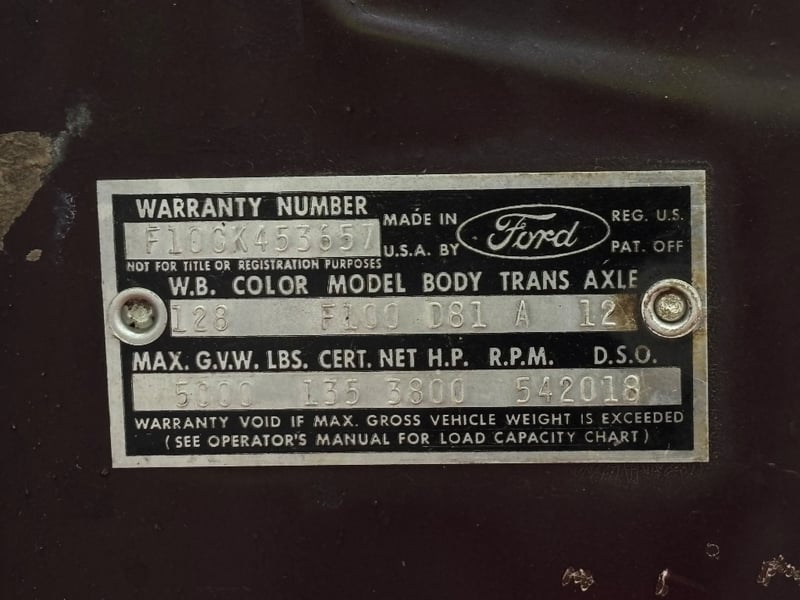 WARRANTY NUMBER
F10CK453657
NOT FOR TITLE OR REGISTRATION PURPOSES
MADE IN
U.S.A. BY
Ford
REG. U.S.
PAT. OFF
W.B. COLOR MODEL BODY TRANS AXLE
128 F100 D81 A 12
MAX. G.V.W. LBS. CERT. NET H.P. R.P.M. D.S.O.
5000 135 3800 542018
WARRANTY VOID IF MAX. GROSS VEHICLE WEIGHT IS EXCEEDED
(SEE OPERATOR'S MANUAL FOR LOAD CAPACITY CHART)